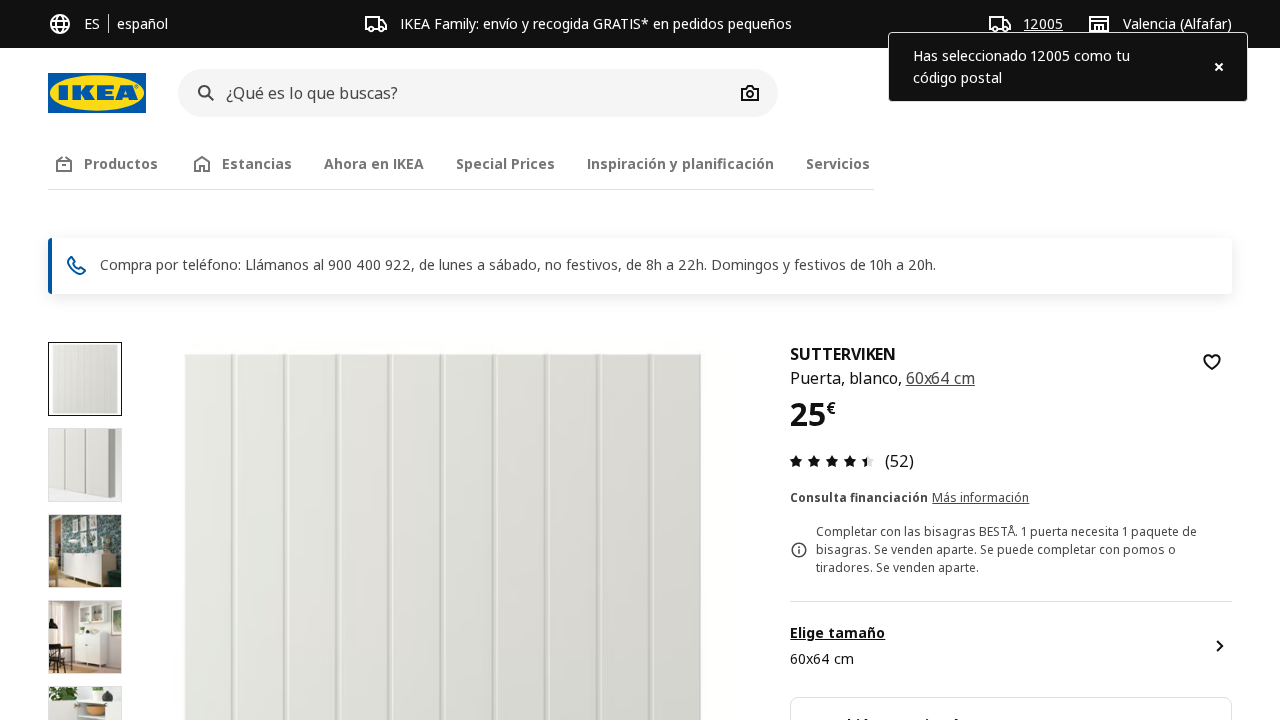 ES | español
IKEA Family: envío y recogida GRATIS* en pedidos pequeños
12005
Valencia (Alfafar)
Has seleccionado 12005 como tu
código postal
IKEA
¿Qué es lo que buscas?
Productos
Estancias
Ahora en IKEA
Special Prices
Inspiración y planificación
Servicios
Compra por teléfono: Llámanos al 900 400 922, de lunes a sábado, no festivos, de 8h a 22h. Domingos y festivos de 10h a 20h.
SUTTERVIKEN
Puerta, blanco, 60x64 cm
25€
(52)
Consulta financiación Más información
Completar con las bisagras BESTÅ. 1 puerta necesita 1 paquete de
bisagras. Se venden aparte. Se puede completar con pomos o
tiradores. Se venden aparte.
Elige tamaño
60x64 cm